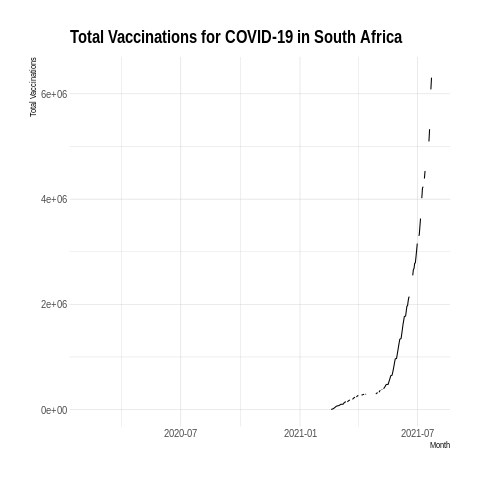 Total Vaccinations for COVID-19 in South Africa
Total Vaccinations
6e+06
4e+06
2e+06
0e+00
2020-07
2021-01
2021-07
Month